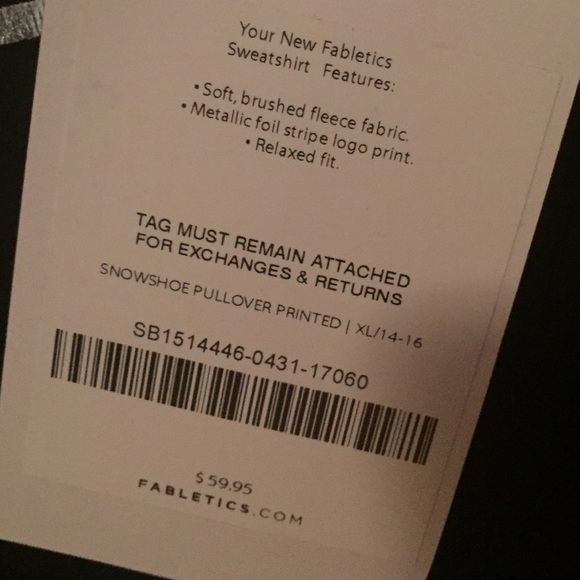 Your New Fabletics
Sweatshirt Features:
• Soft, brushed fleece fabric.
• Metallic foil stripe logo print.
• Relaxed fit.
TAG MUST REMAIN ATTACHED
FOR EXCHANGES & RETURNS
SNOWSHOE PULLOVER PRINTED | XL/14-16
SB1514446-0431-17060
$59.95
FABLETICS.COM